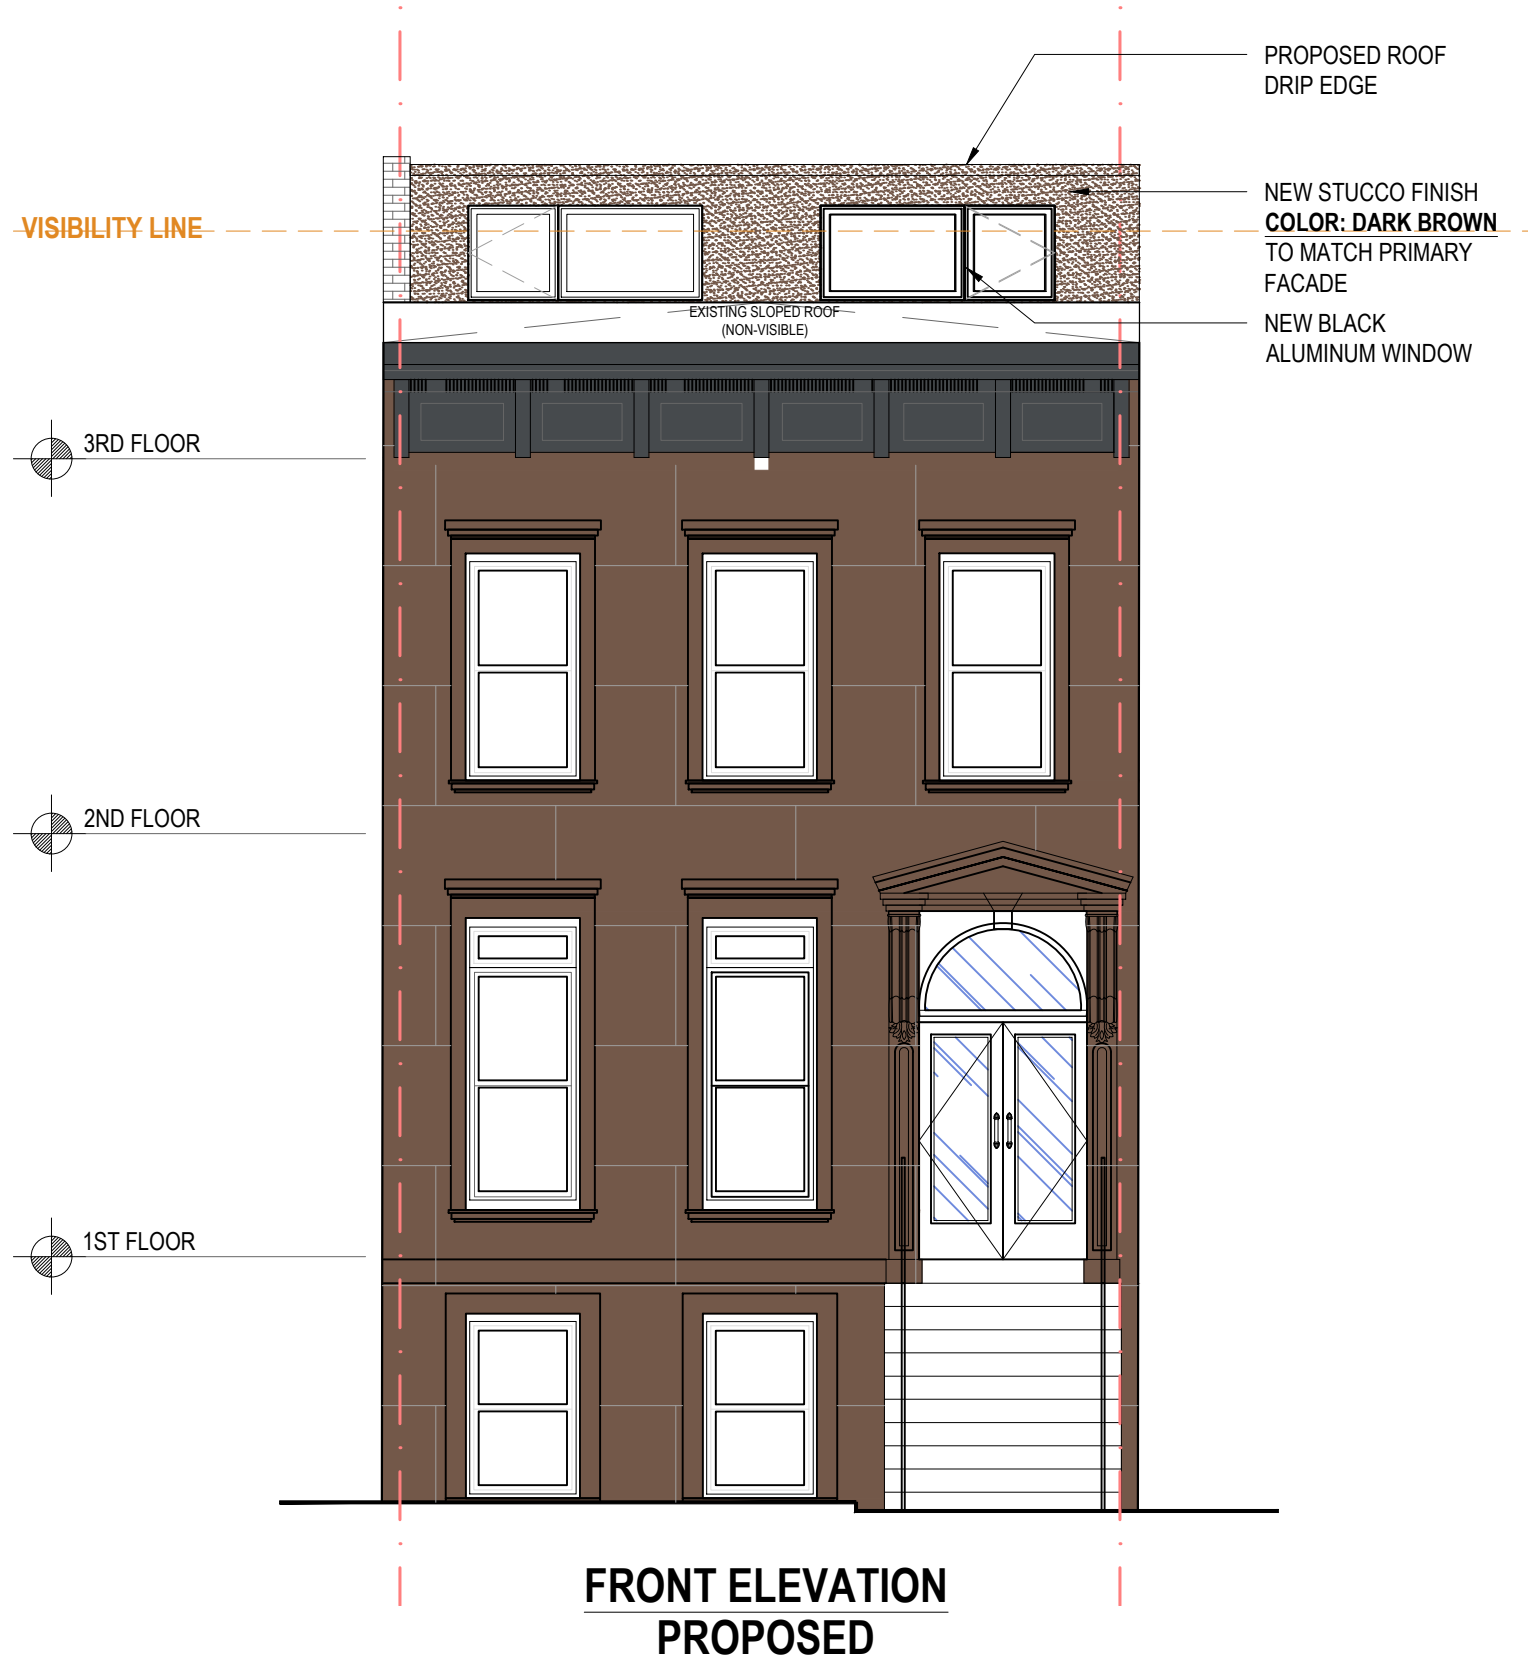 PROPOSED ROOF
DRIP EDGE
NEW STUCCO FINISH
COLOR: DARK BROWN
TO MATCH PRIMARY
FACADE
NEW BLACK
ALUMINUM WINDOW
VISIBILITY LINE
EXISTING SLOPED ROOF
(NON-VISIBLE)
3RD FLOOR
2ND FLOOR
1ST FLOOR
FRONT ELEVATION
PROPOSED